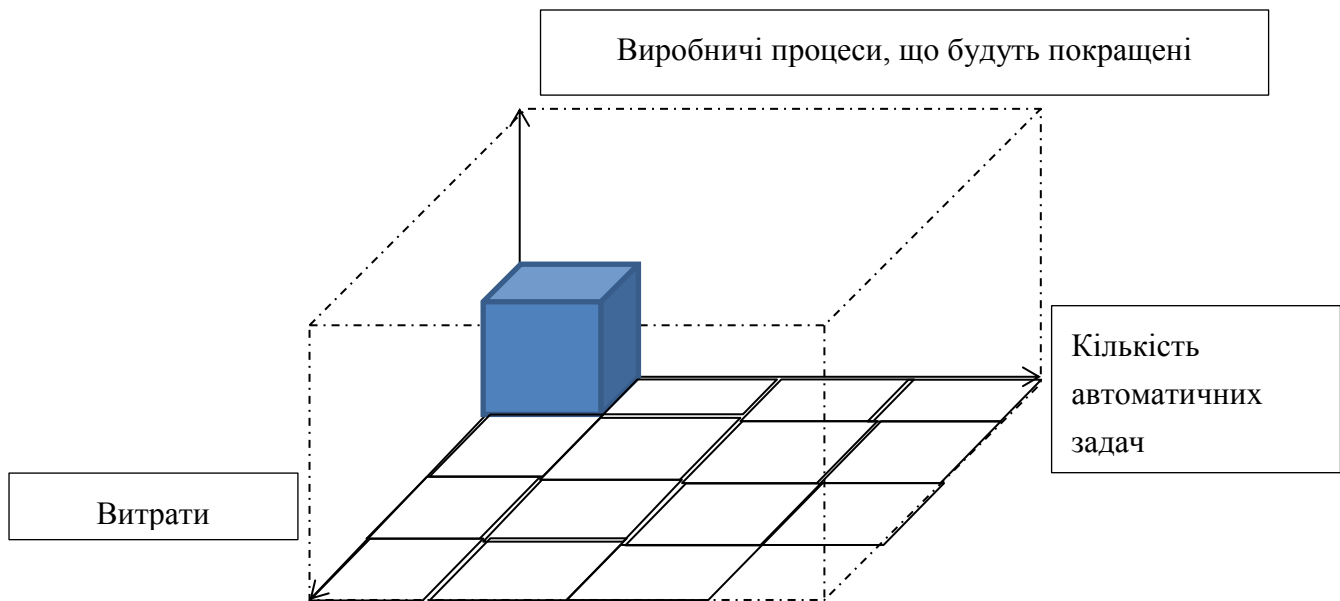 Виробничі процеси, що будуть покращені
Кількість
автоматичних
задач
Витрати